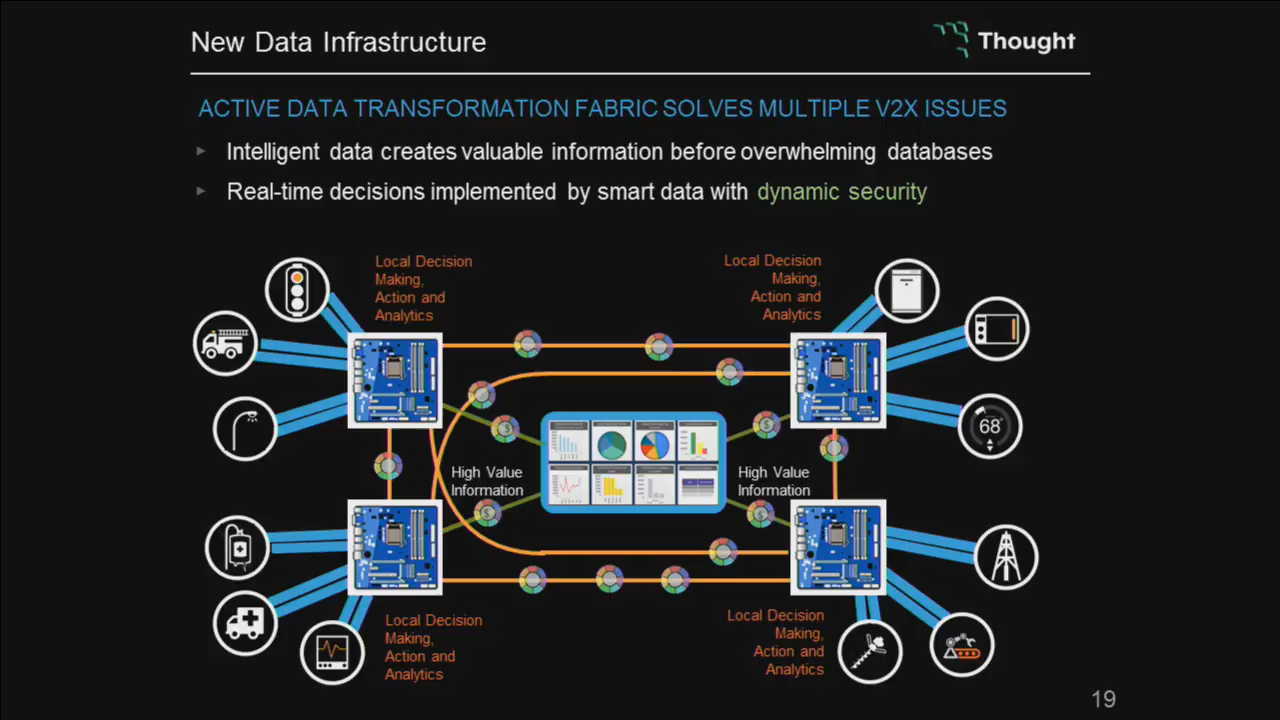 New Data Infrastructure
Thought
ACTIVE DATA TRANSFORMATION FABRIC SOLVES MULTIPLE V2X ISSUES
Intelligent data creates valuable information before overwhelming databases
Real-time decisions implemented by smart data with dynamic security
Local Decision
Making,
Action and
Analytics
Local Decision
Making,
Action and
Analytics
68°
$
$
High Value
Information
High Value
Information
$
$
Local Decision
Making,
Action and
Analytics
Local Decision
Making,
Action and
Analytics
19